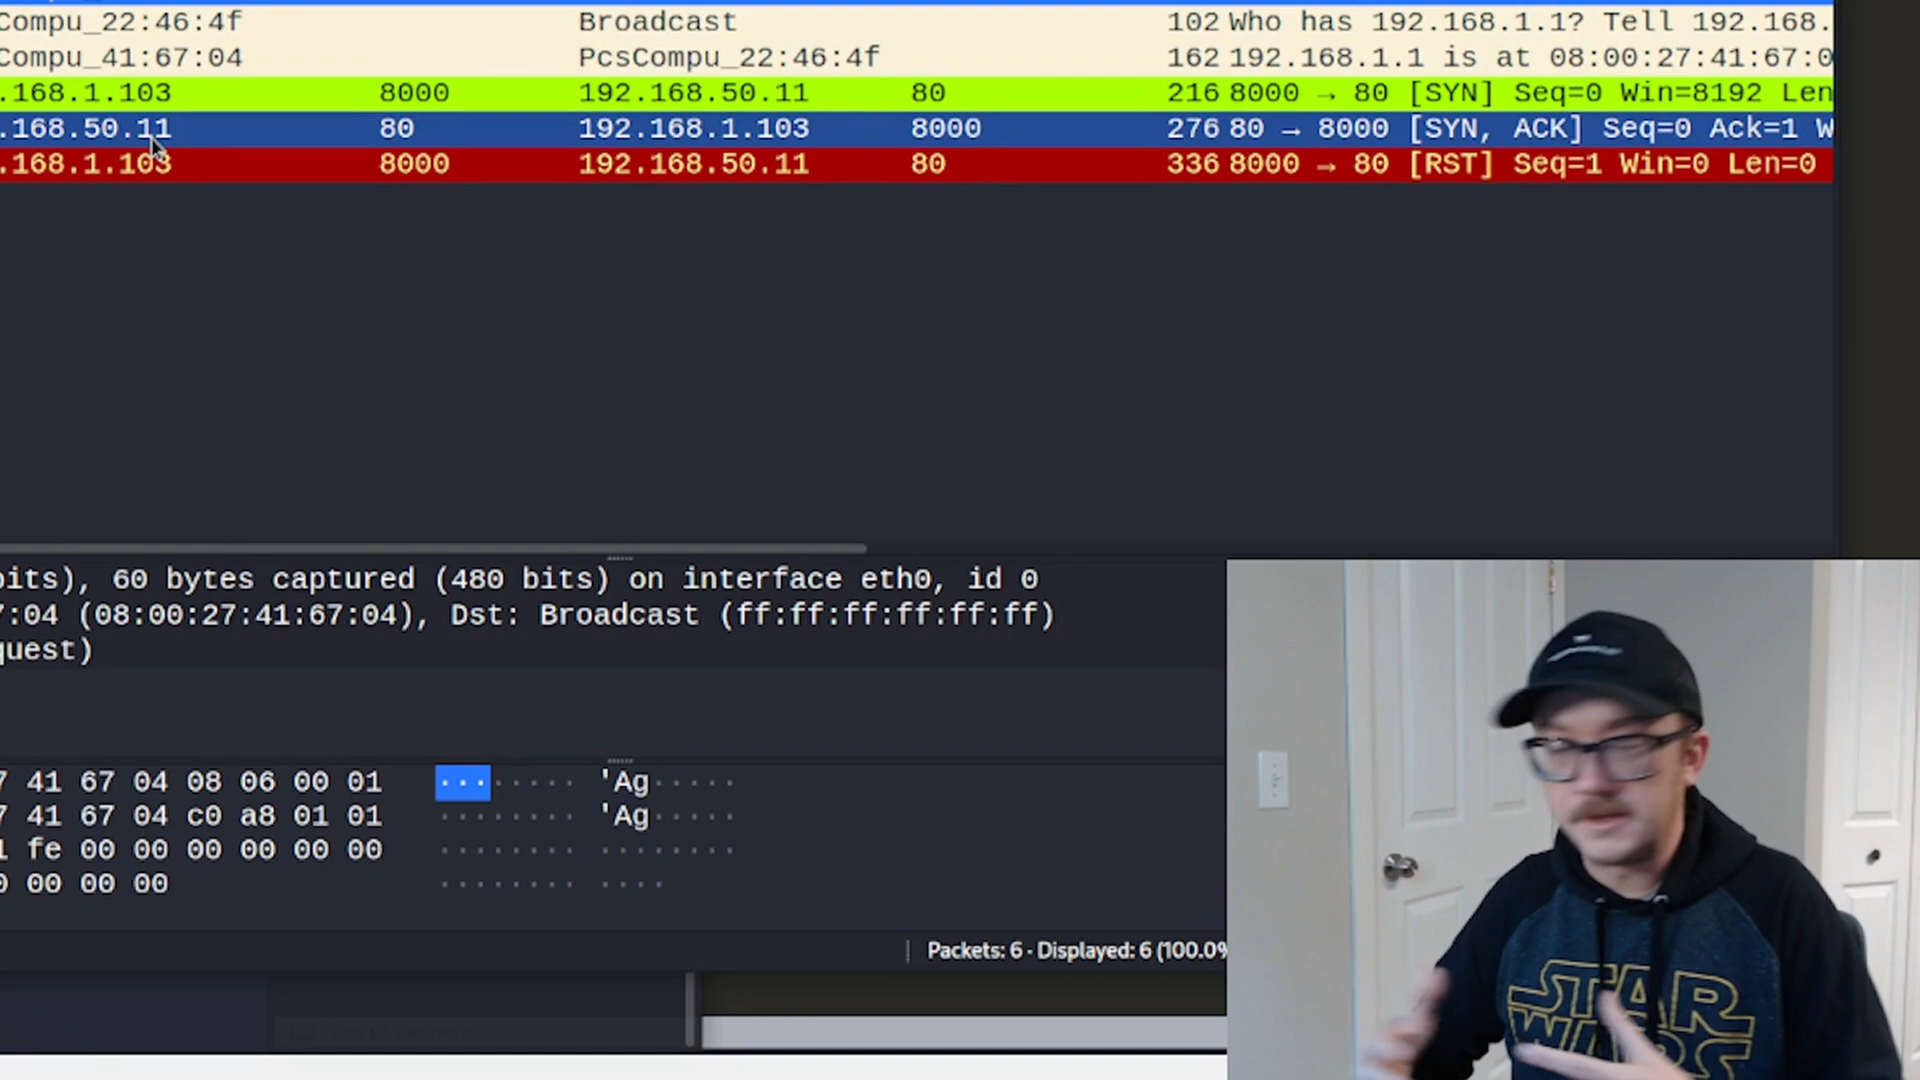 Compu_22:46:4f Broadcast 102 Who has 192.168.1.1? Tell 192.168.
Compu_41:67:04 PcsCompu_22:46:4f 162 192.168.1.1 is at 08:00:27:41:67:0
.168.1.103 8000 192.168.50.11 80 216 8000 → 80 [SYN] Seq=0 Win=8192 Len
.168.50.11 80 192.168.1.103 8000 276 80 → 8000 [SYN, ACK] Seq=0 Ack=1 W
.168.1.103 8000 192.168.50.11 80 336 8000 → 80 [RST] Seq=1 Win=0 Len=0
bits), 60 bytes captured (480 bits) on interface eth0, id 0
7:04 (08:00:27:41:67:04), Dst: Broadcast (ff:ff:ff:ff:ff:ff)
quest)
7 41 67 04 08 06 00 01 ········ 'Ag·····
7 41 67 04 c0 a8 01 01 ········ 'Ag·····
1 fe 00 00 00 00 00 00 ········ ········
0 00 00 00 ········ ····
Packets: 6 · Displayed: 6 (100.0%
STAR
WARS